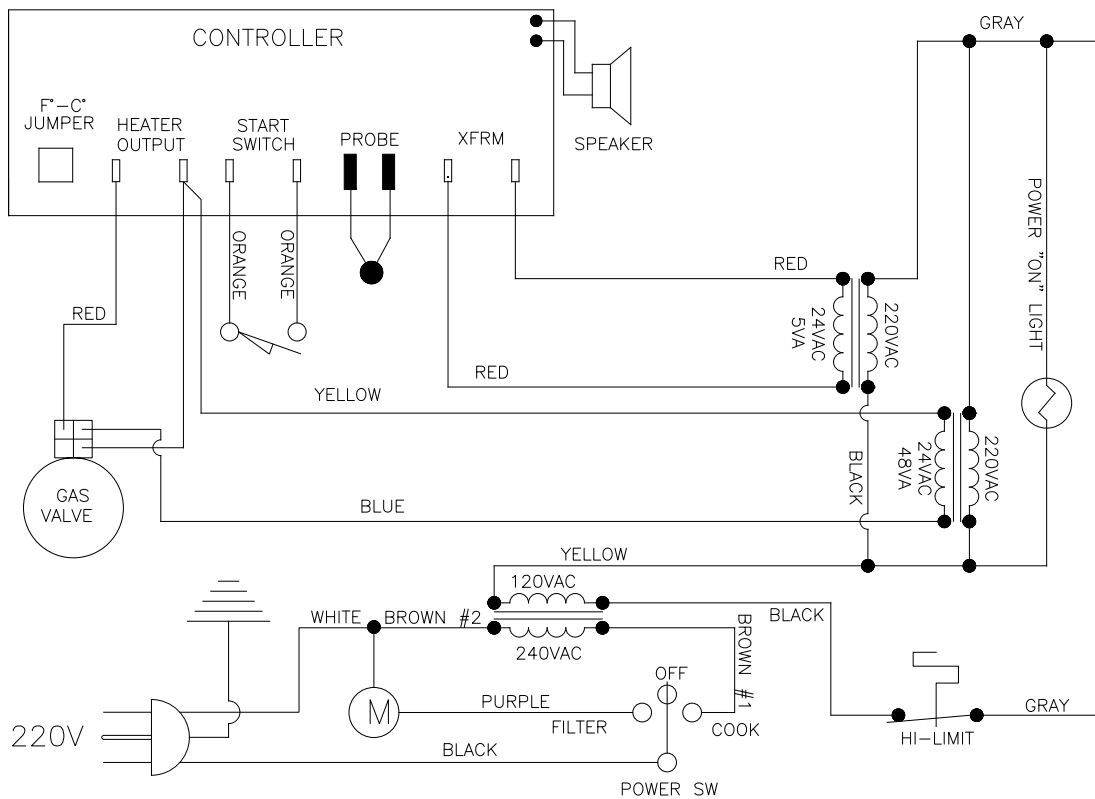 CONTROLLER
GRAY
F°-C°
JUMPER
HEATER
OUTPUT
START
SWITCH
PROBE
XFRM
SPEAKER
POWER "ON" LIGHT
ORANGE
ORANGE
RED
RED
24VAC
5VA
220VAC
RED
YELLOW
BLACK
24VAC
48VA
220VAC
GAS
VALVE
BLUE
YELLOW
120VAC
WHITE
BROWN #2
BLACK
240VAC
BROWN #1
OFF
PURPLE
FILTER
COOK
M
220V
BLACK
POWER SW
GRAY
HI-LIMIT